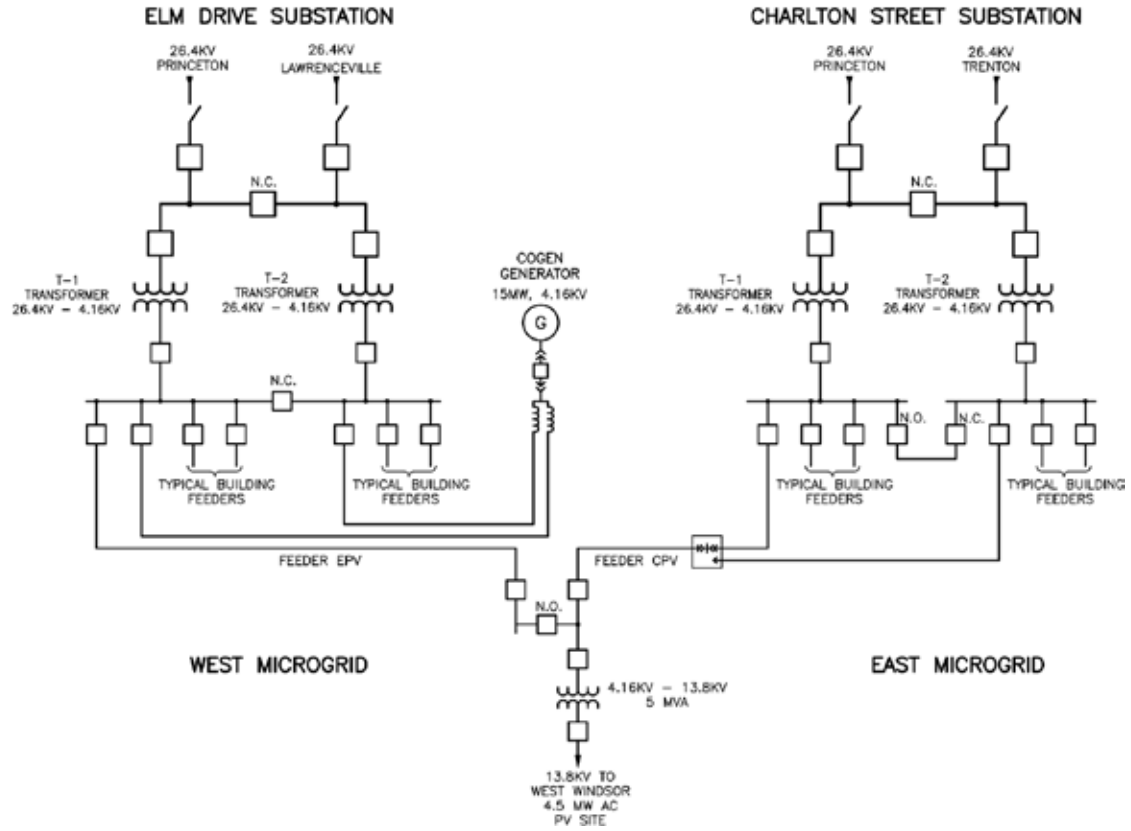 ELM DRIVE SUBSTATION
CHARLTON STREET SUBSTATION
26.4KV
PRINCETON
26.4KV
LAWRENCEVILLE
26.4KV
PRINCETON
26.4KV
TRENTON
N.C.
N.C.
T-1
TRANSFORMER
26.4KV - 4.16KV
T-2
TRANSFORMER
26.4KV - 4.16KV
COGEN
GENERATOR
15MW, 4.16KV
G
T-1
TRANSFORMER
26.4KV - 4.16KV
T-2
TRANSFORMER
26.4KV - 4.16KV
N.C.
N.O.
N.C.
TYPICAL BUILDING
FEEDERS
TYPICAL BUILDING
FEEDERS
TYPICAL BUILDING
FEEDERS
TYPICAL BUILDING
FEEDERS
FEEDER EPV
FEEDER CPV
N.O.
WEST MICROGRID
EAST MICROGRID
4.16KV - 13.8KV
5 MVA
13.8KV TO
WEST WINDSOR
4.5 MW AC
PV SITE